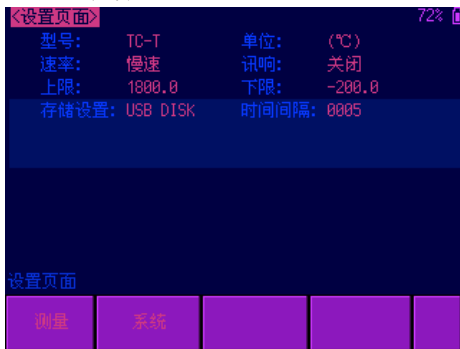 <设置页面> 72%
型号: TC-T 单位: (℃)
速率: 慢速 讯响: 关闭
上限: 1800.0 下限: -200.0
存储设置: USB DISK 时间间隔: 0005
设置页面
测量 系统